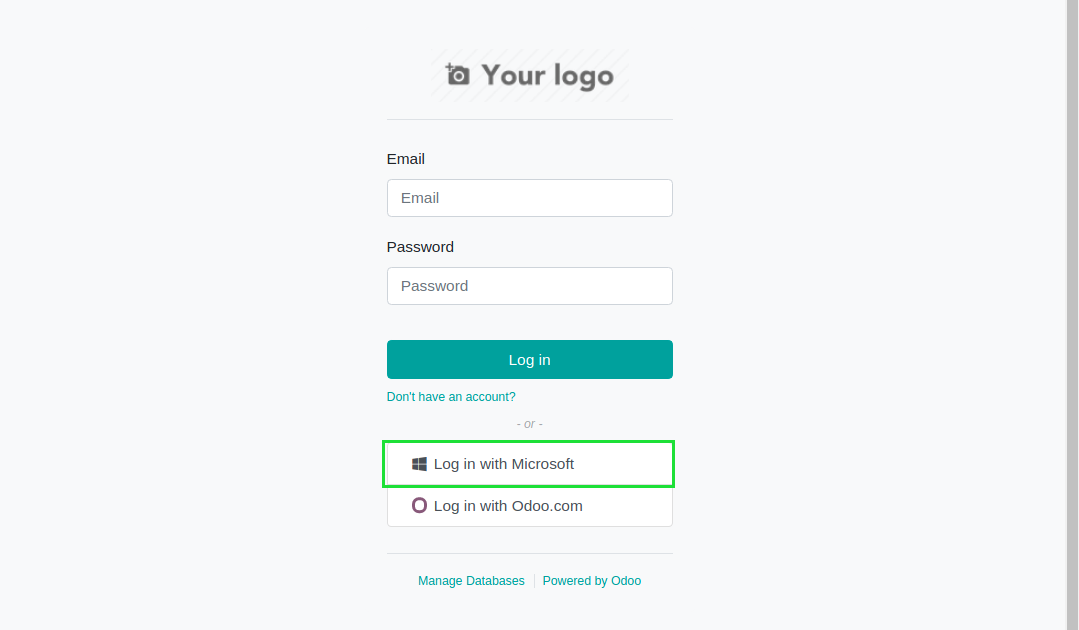 Your logo
Email
Email
Password
Password
Log in
Don't have an account?
- or -
Log in with Microsoft
Log in with Odoo.com
Manage Databases | Powered by Odoo